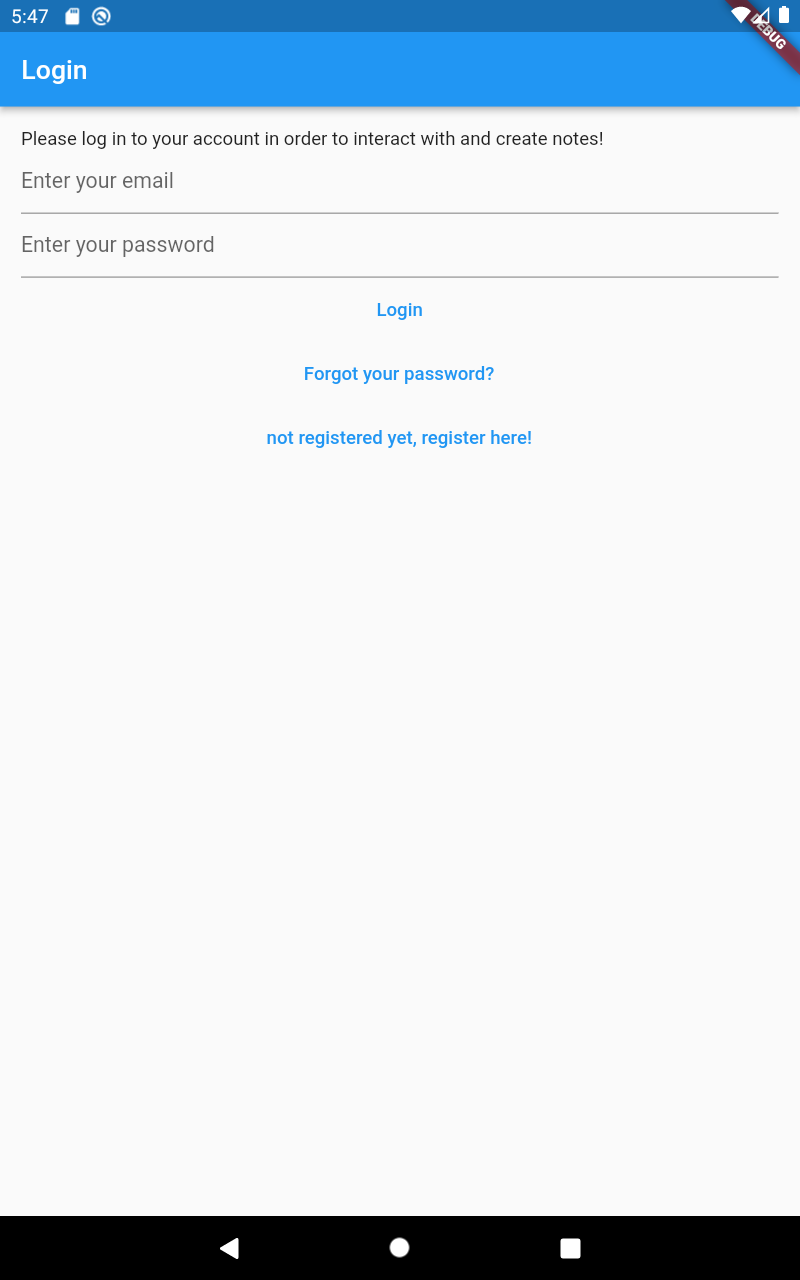 5:47
DEBUG
Login
Please log in to your account in order to interact with and create notes!
Enter your email
Enter your password
Login
Forgot your password?
not registered yet, register here!